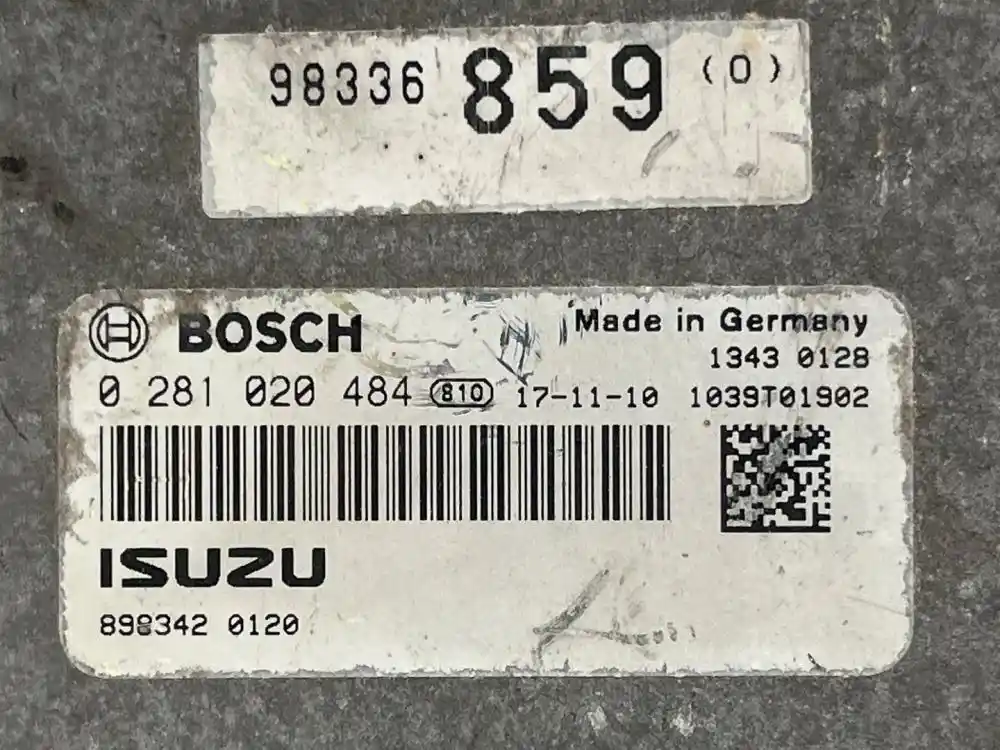 98336 859 (0)
BOSCH
Made in Germany
1343 0128
0 281 020 484 810 17-11-10 1039T01902
ISUZU
898342 0120